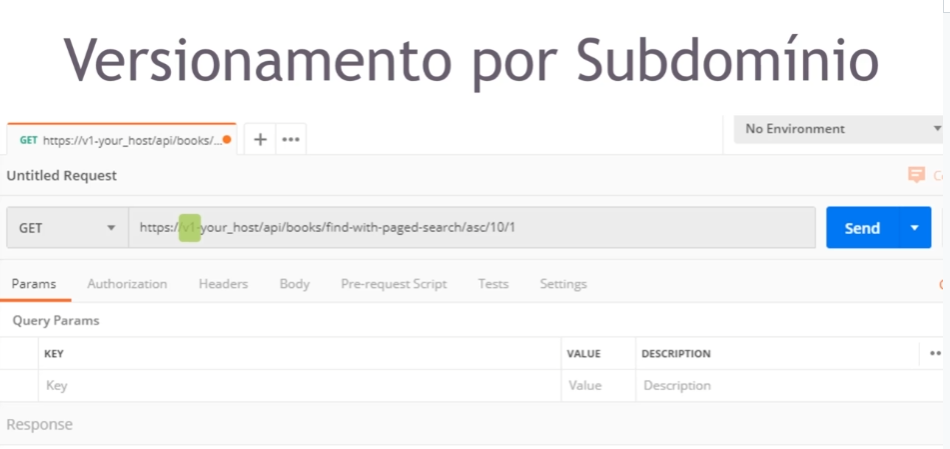 Versionamento por Subdomínio
GET https://v1-your_host/api/books/... + •••
No Environment
Untitled Request
GET https://v1-your_host/api/books/find-with-paged-search/asc/10/1 Send
Params Authorization Headers Body Pre-request Script Tests Settings
Query Params
KEY VALUE DESCRIPTION ••
Key Value Description
Response